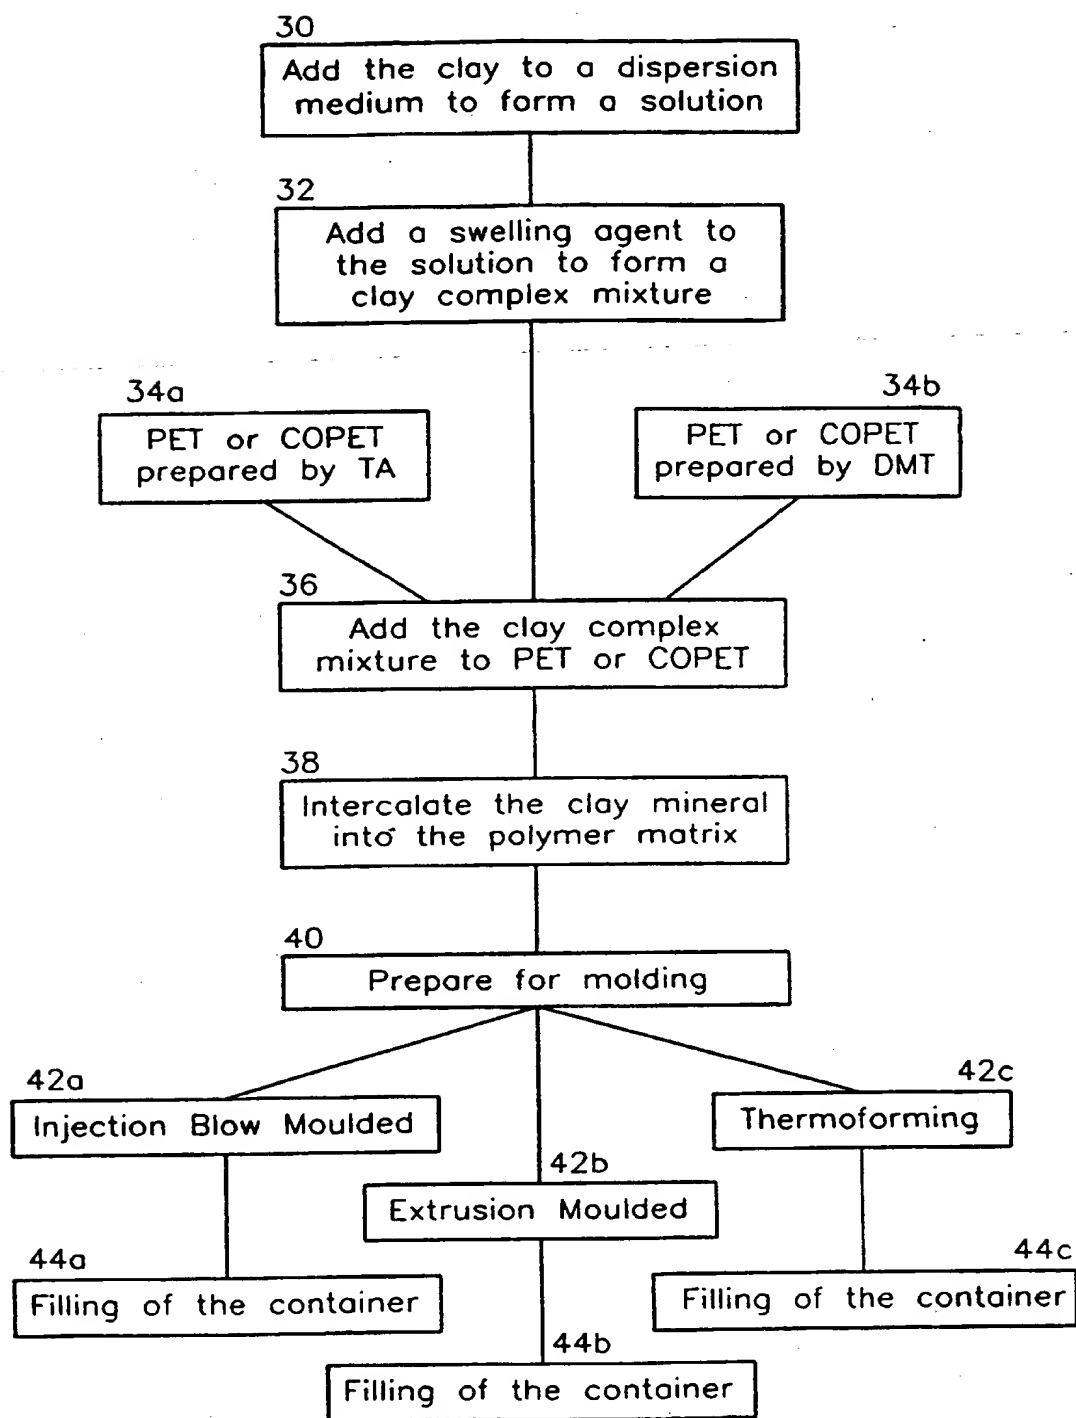 30
Add the clay to a dispersion
medium to form a solution
32
Add a swelling agent to
the solution to form a
clay complex mixture
34a
PET or COPET
prepared by TA
34b
PET or COPET
prepared by DMT
36
Add the clay complex
mixture to PET or COPET
38
Intercalate the clay mineral
into the polymer matrix
40
Prepare for molding
42a
Injection Blow Moulded
42b
Extrusion Moulded
42c
Thermoforming
44a
Filling of the container
44b
Filling of the container
44c
Filling of the container